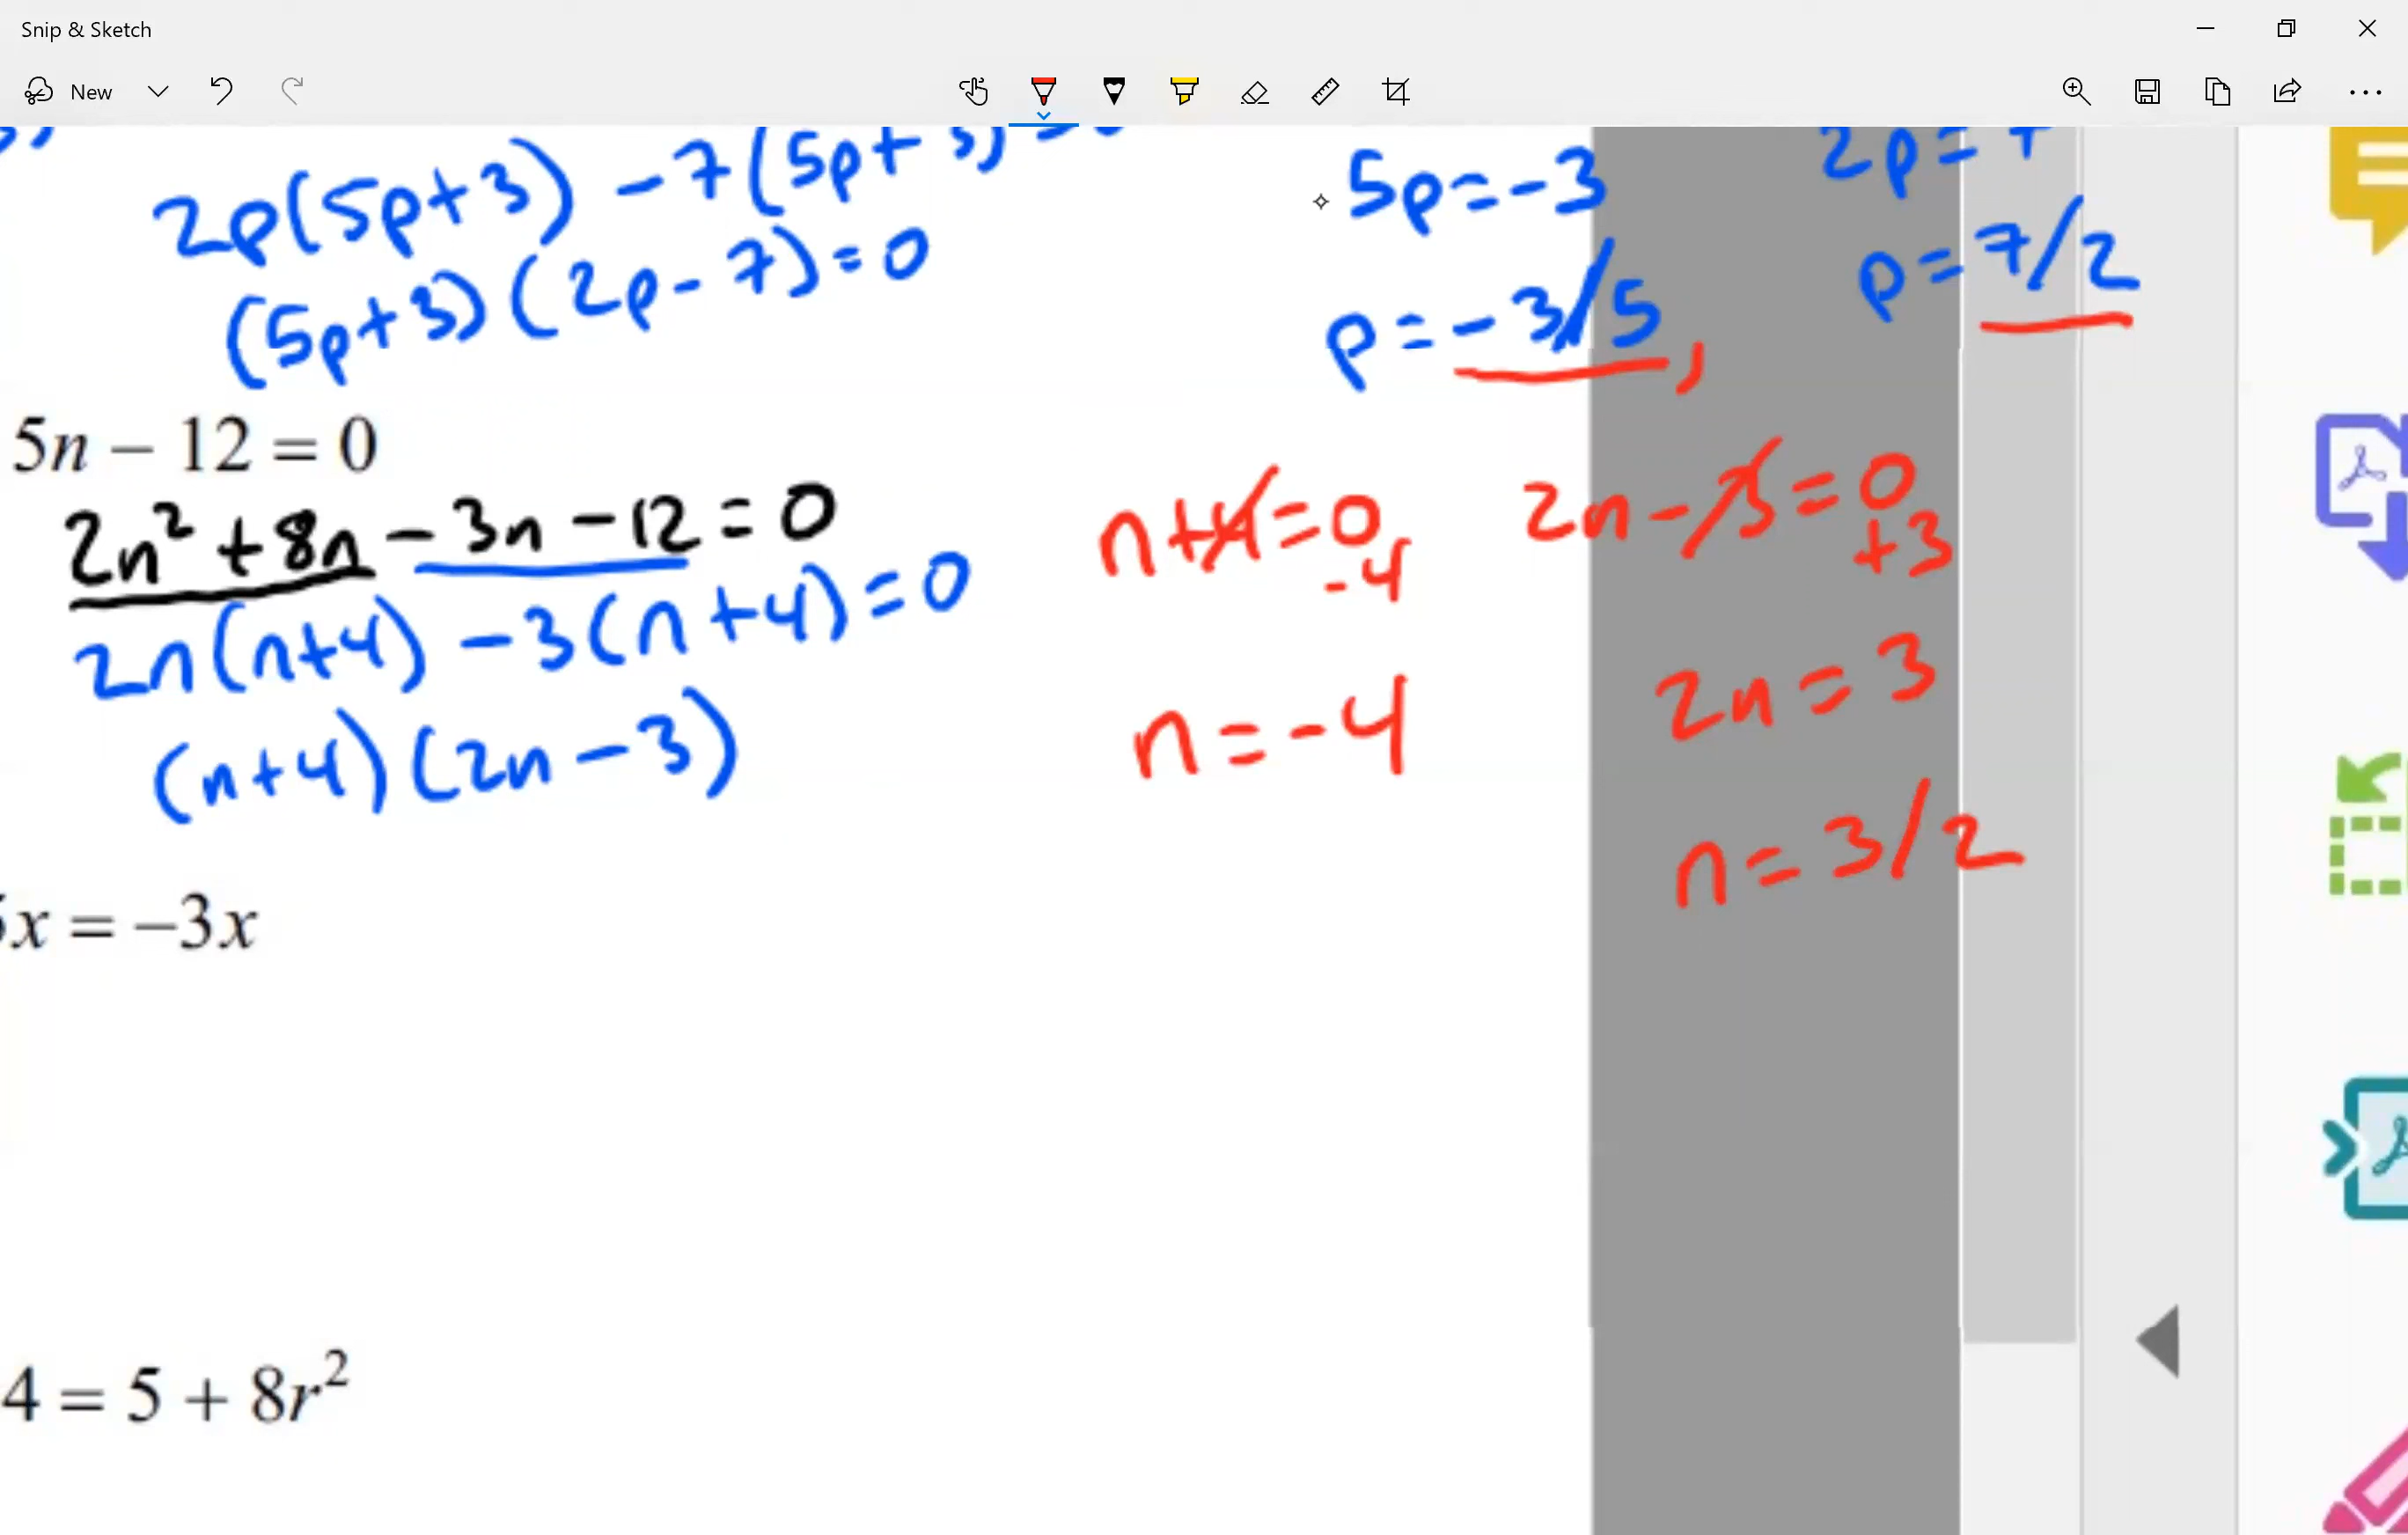 Snip & Sketch
New
2p(5p+3) -7(5p+3)
5p=-3
2p=7
(5p+3)(2p-7)=0
p=-3/5,
p=7/2
5n − 12 = 0
2n² + 8n - 3n - 12 = 0
n+4=0
-4
2n-3=0
+3
2n(n+4) -3(n+4)=0
2n=3
(n+4)(2n-3)
n=-4
n=3/2
x = −3x
4 = 5 + 8r²